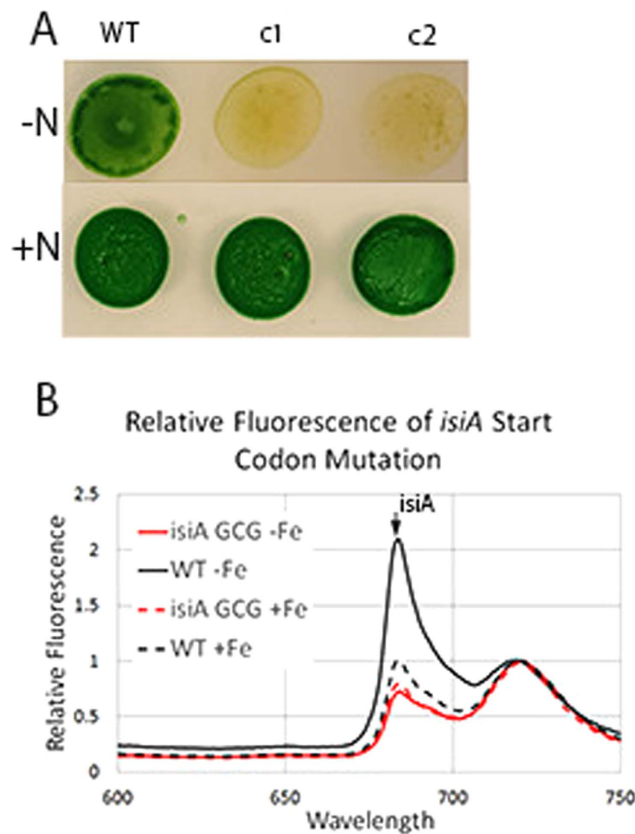 A
WT c1 c2
-N
+N
B
Relative Fluorescence of isiA Start
Codon Mutation
2.5
isiA
isiA GCG -Fe
2
WT -Fe
1.5
isiA GCG +Fe
1
WT +Fe
0.5
0
600 650 700 750
Relative Fluorescence
Wavelength